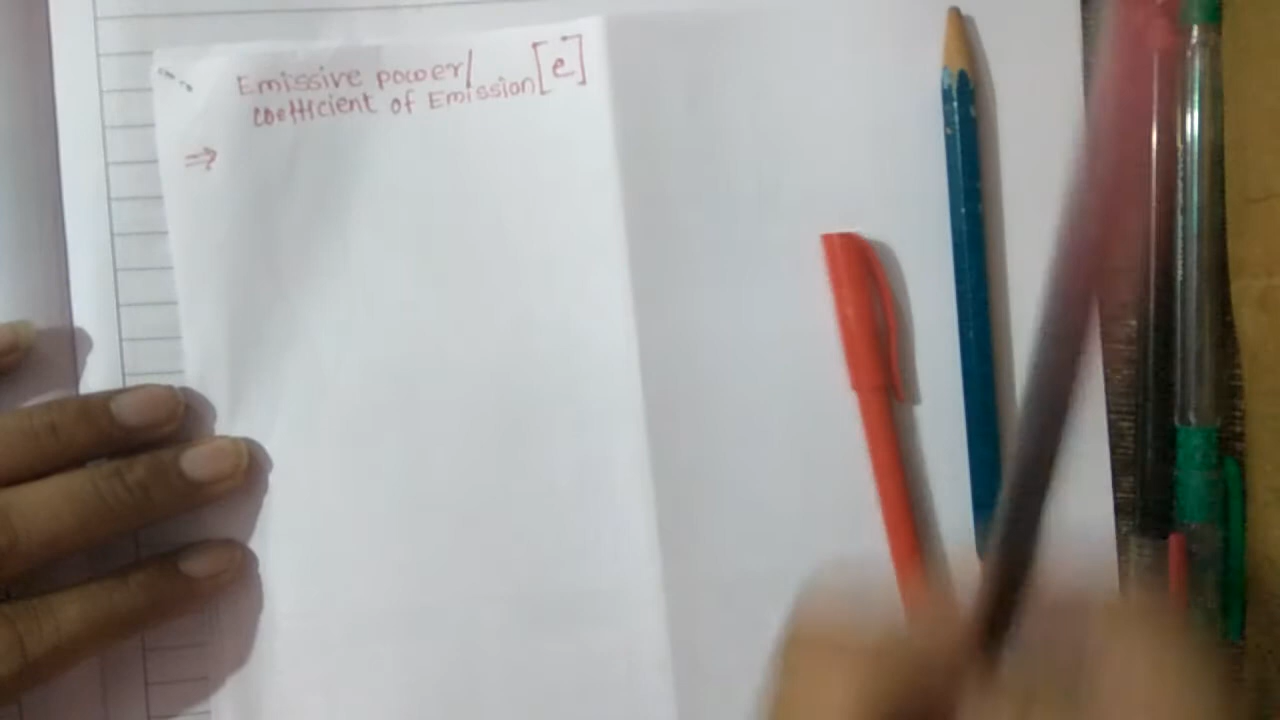 Emissive power/
coefficient of Emission [e]
⇒